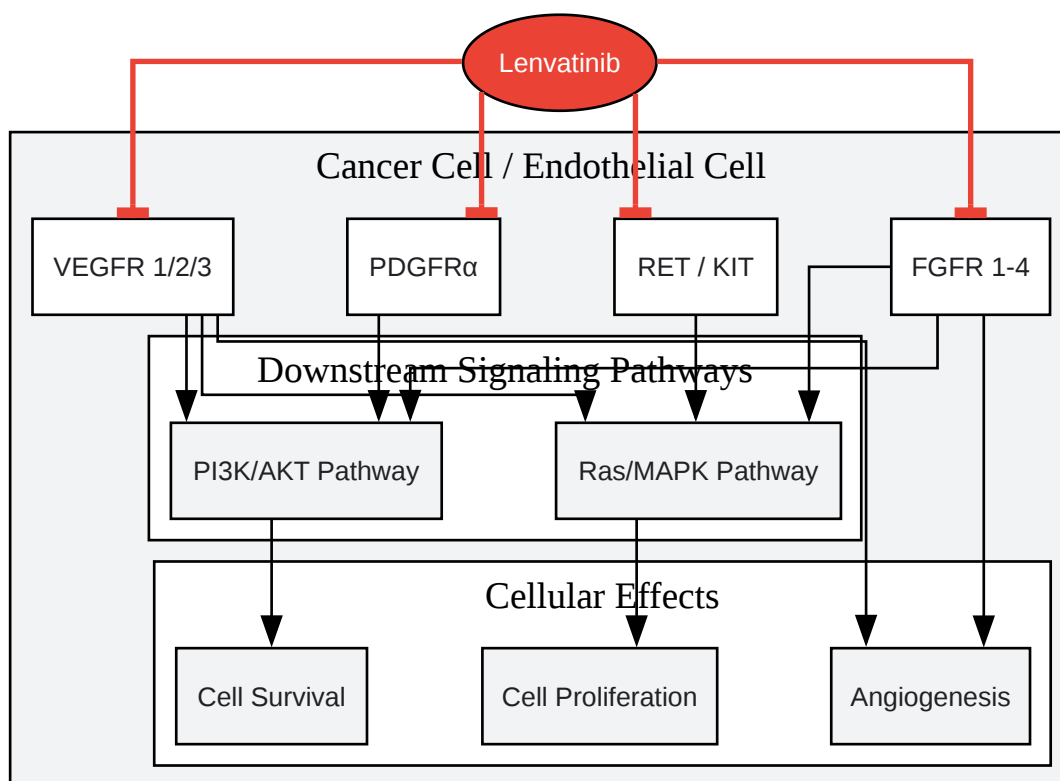 Lenvatinib
Cancer Cell / Endothelial Cell
VEGFR 1/2/3
PDGFRα
RET / KIT
FGFR 1-4
Downstream Signaling Pathways
PI3K/AKT Pathway
Ras/MAPK Pathway
Cellular Effects
Cell Survival
Cell Proliferation
Angiogenesis